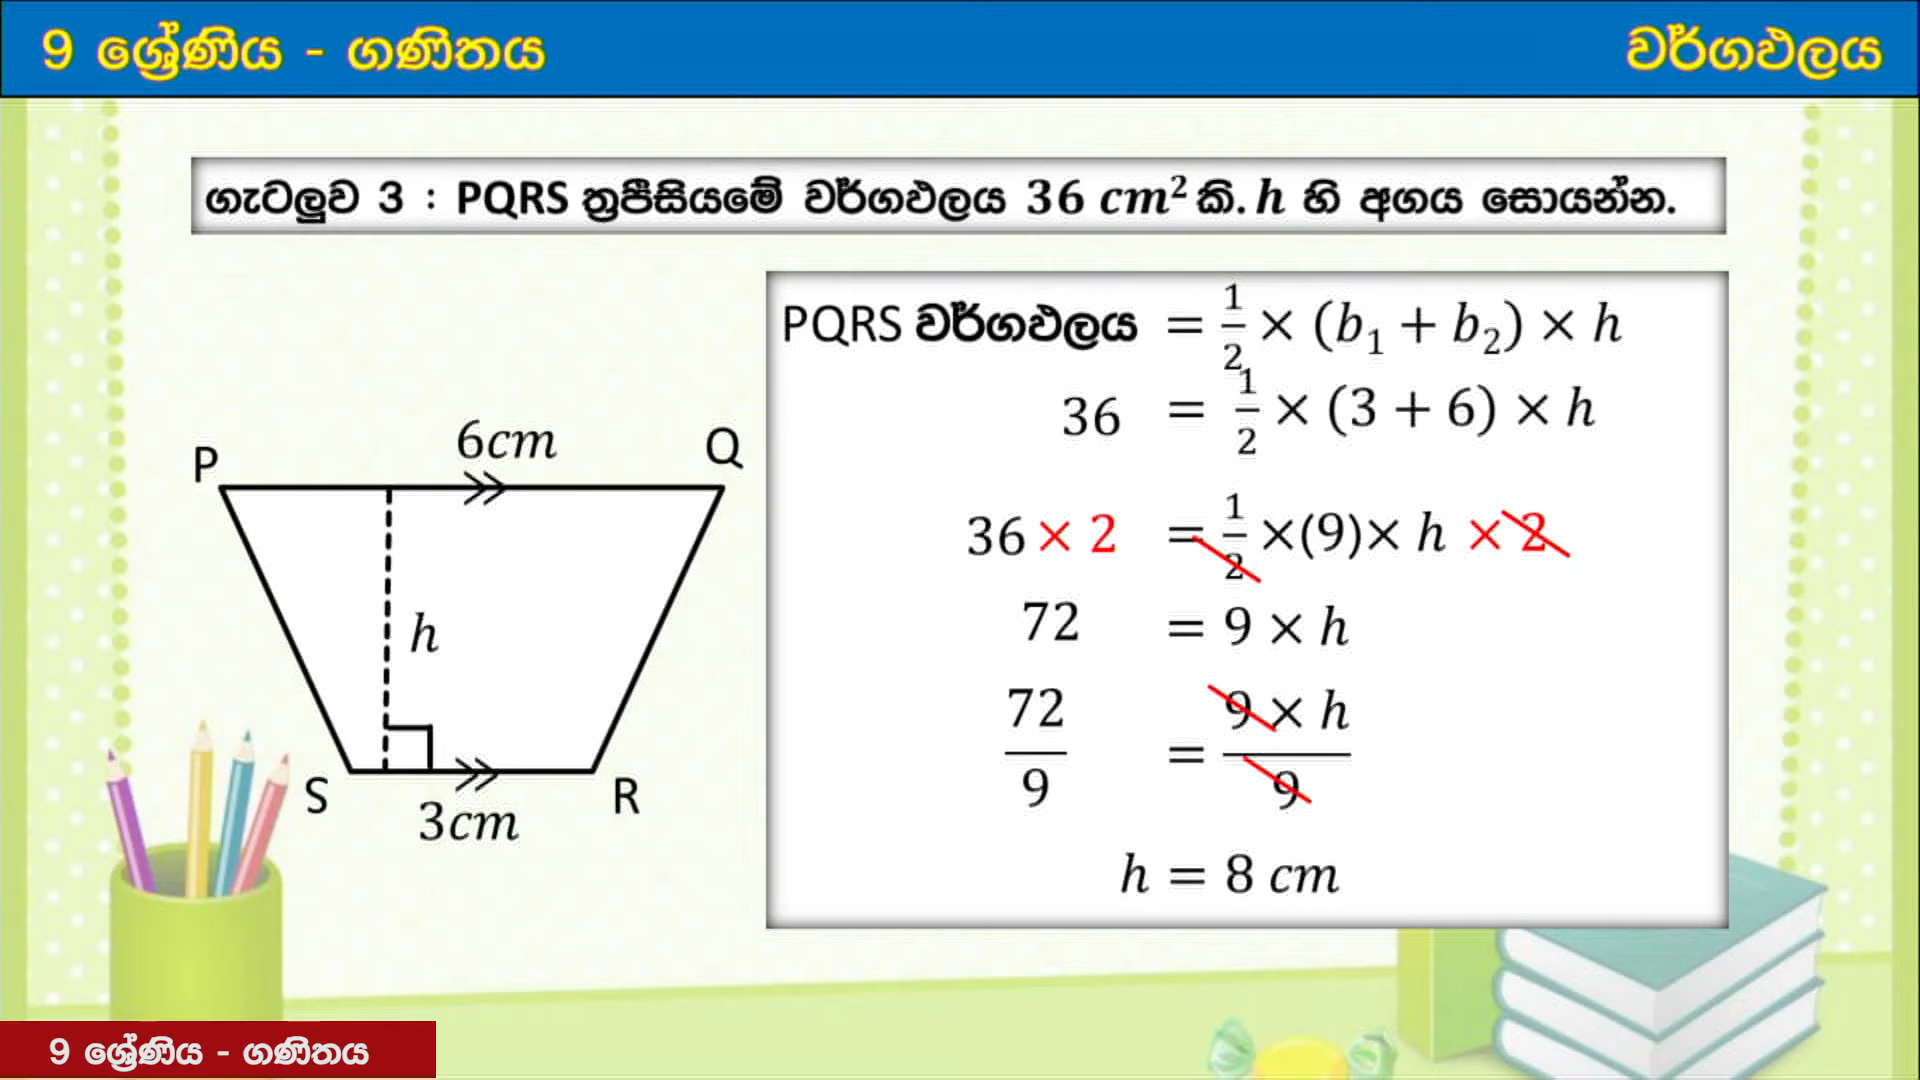 9 ශ්‍රේණිය - ගණිතය
වර්ගඵලය
ගැටලුව 3 : PQRS ත්‍රපීසියමේ වර්ගඵලය 36 cm² කි. h හි අගය සොයන්න.
PQRS වර්ගඵලය = 1/2 × (b₁ + b₂) × h
36 = 1/2 × (3 + 6) × h
36 × 2 = 1/2 ×(9)× h × 2
72 = 9 × h
72/9 = 9 × h/9
h = 8 cm
P
6cm
Q
h
S
R
3cm
9 ශ්‍රේණිය - ගණිතය